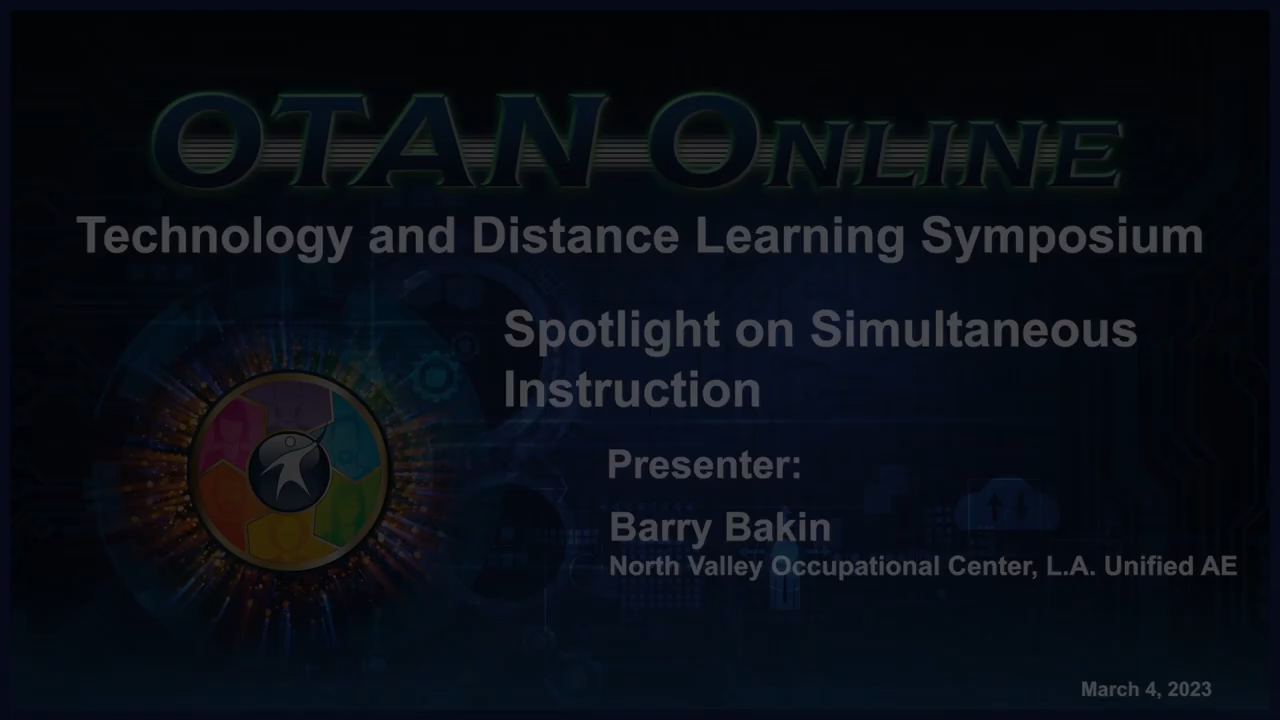 OTAN ONLINE
Technology and Distance Learning Symposium
Spotlight on Simultaneous
Instruction
Presenter:
Barry Bakin
North Valley Occupational Center, L.A. Unified AE
March 4, 2023